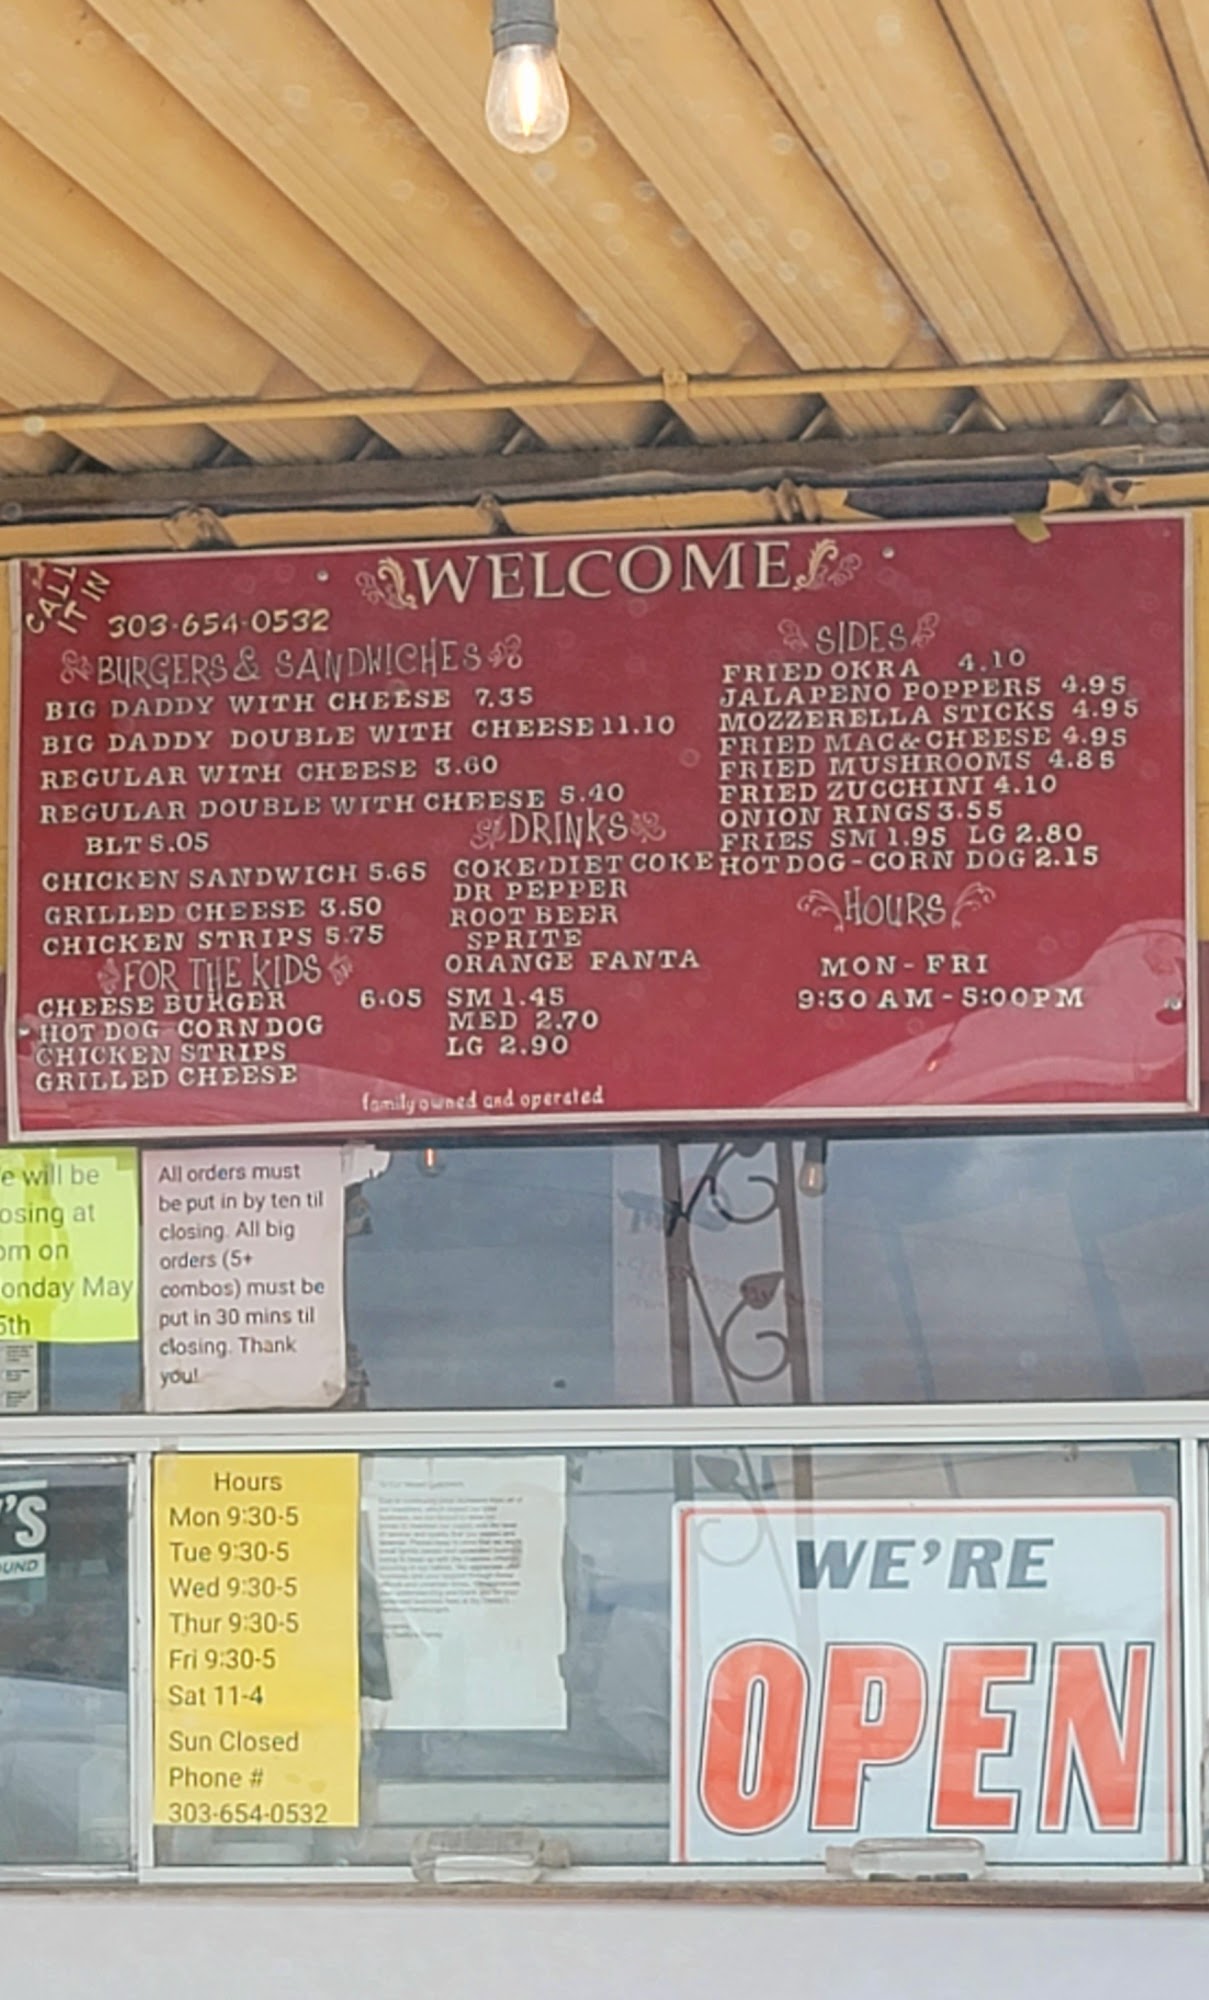 CALL
IT IN
303-654-0532
WELCOME
BURGERS & SANDWICHES
BIG DADDY WITH CHEESE 7.35
BIG DADDY DOUBLE WITH CHEESE 11.10
REGULAR WITH CHEESE 3.60
REGULAR DOUBLE WITH CHEESE 5.40
BLT 5.05
CHICKEN SANDWICH 5.65
GRILLED CHEESE 3.50
CHICKEN STRIPS 5.75
FOR THE KIDS
CHEESE BURGER 6.05
HOT DOG CORN DOG
CHICKEN STRIPS
GRILLED CHEESE
DRINKS
COKE/DIET COKE
DR PEPPER
ROOT BEER
SPRITE
ORANGE FANTA
SM 1.45
MED 2.70
LG 2.90
SIDES
FRIED OKRA 4.10
JALAPENO POPPERS 4.95
MOZZERELLA STICKS 4.95
FRIED MAC & CHEESE 4.95
FRIED MUSHROOMS 4.85
FRIED ZUCCHINI 4.10
ONION RINGS 3.55
FRIES SM 1.95 LG 2.80
HOT DOG - CORN DOG 2.15
HOURS
MON - FRI
9:30 AM - 5:00PM
family owned and operated
e will be
osing at
om on
onday May
5th
All orders must
be put in by ten til
closing. All big
orders (5+
combos) must be
put in 30 mins til
closing. Thank
you!
'S
UND
Hours
Mon 9:30-5
Tue 9:30-5
Wed 9:30-5
Thur 9:30-5
Fri 9:30-5
Sat 11-4
Sun Closed
Phone #
303-654-0532
WE'RE
OPEN